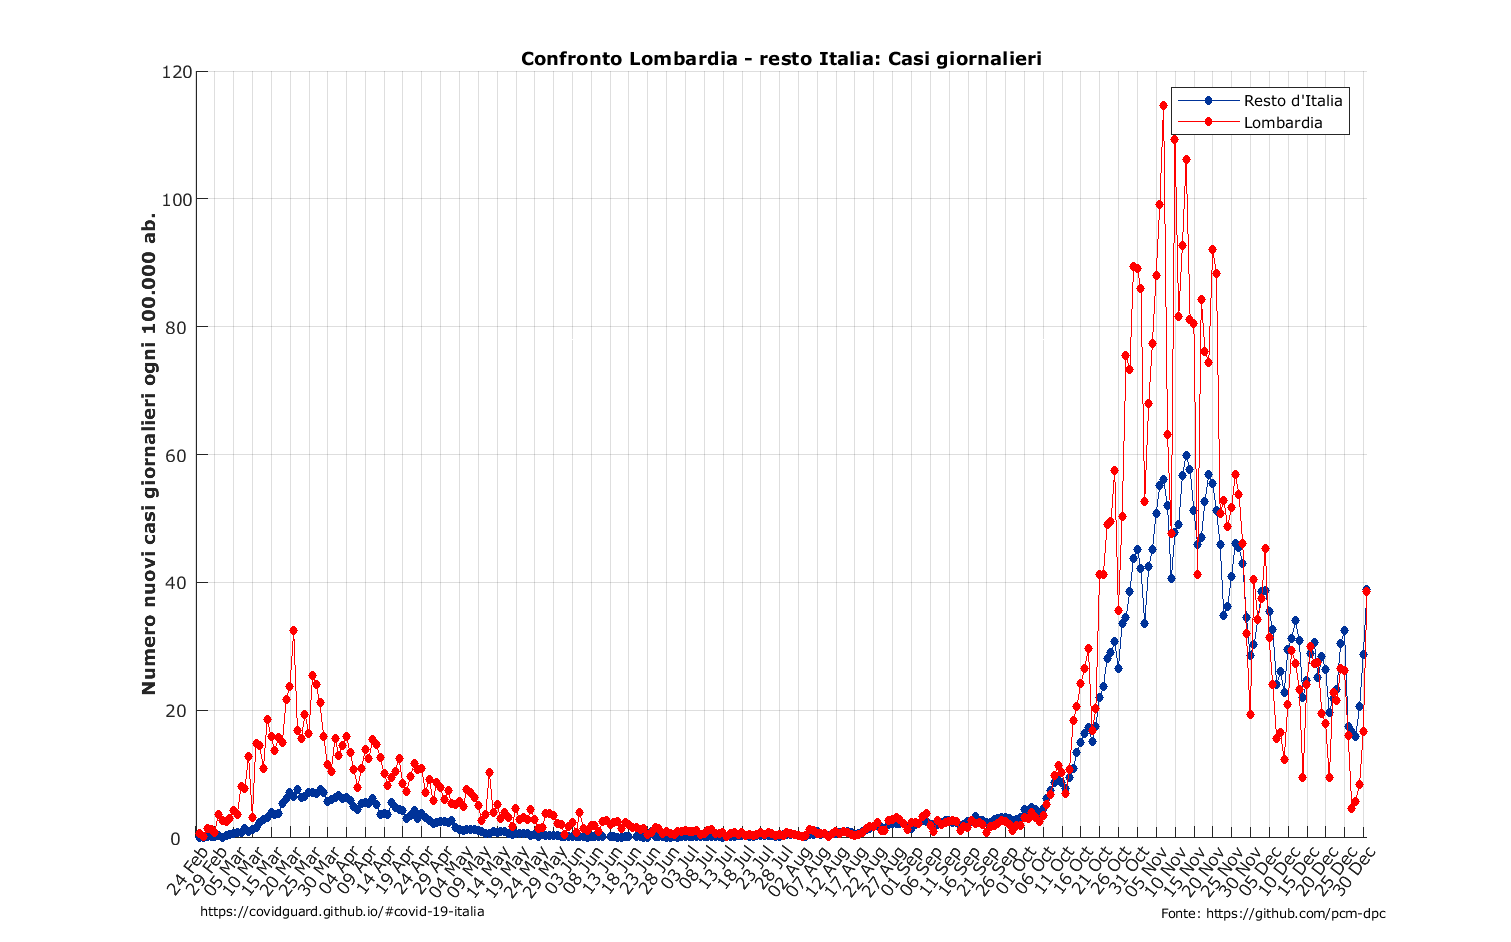 Confronto Lombardia - resto Italia: Casi giornalieri
Numero nuovi casi giornalieri ogni 100.000 ab.
120
100
80
60
40
20
0
Resto d'Italia
Lombardia
24 Feb
29 Feb
05 Mar
10 Mar
15 Mar
20 Mar
25 Mar
30 Mar
04 Apr
09 Apr
14 Apr
19 Apr
24 Apr
29 Apr
04 May
09 May
14 May
19 May
24 May
29 May
03 Jun
08 Jun
13 Jun
18 Jun
23 Jun
28 Jun
03 Jul
08 Jul
13 Jul
18 Jul
23 Jul
28 Jul
02 Aug
07 Aug
12 Aug
17 Aug
22 Aug
27 Aug
01 Sep
06 Sep
11 Sep
16 Sep
21 Sep
26 Sep
01 Oct
06 Oct
11 Oct
16 Oct
21 Oct
26 Oct
31 Oct
05 Nov
10 Nov
15 Nov
20 Nov
25 Nov
30 Nov
05 Dec
10 Dec
15 Dec
20 Dec
25 Dec
30 Dec
https://covidguard.github.io/#covid-19-italia
Fonte: https://github.com/pcm-dpc